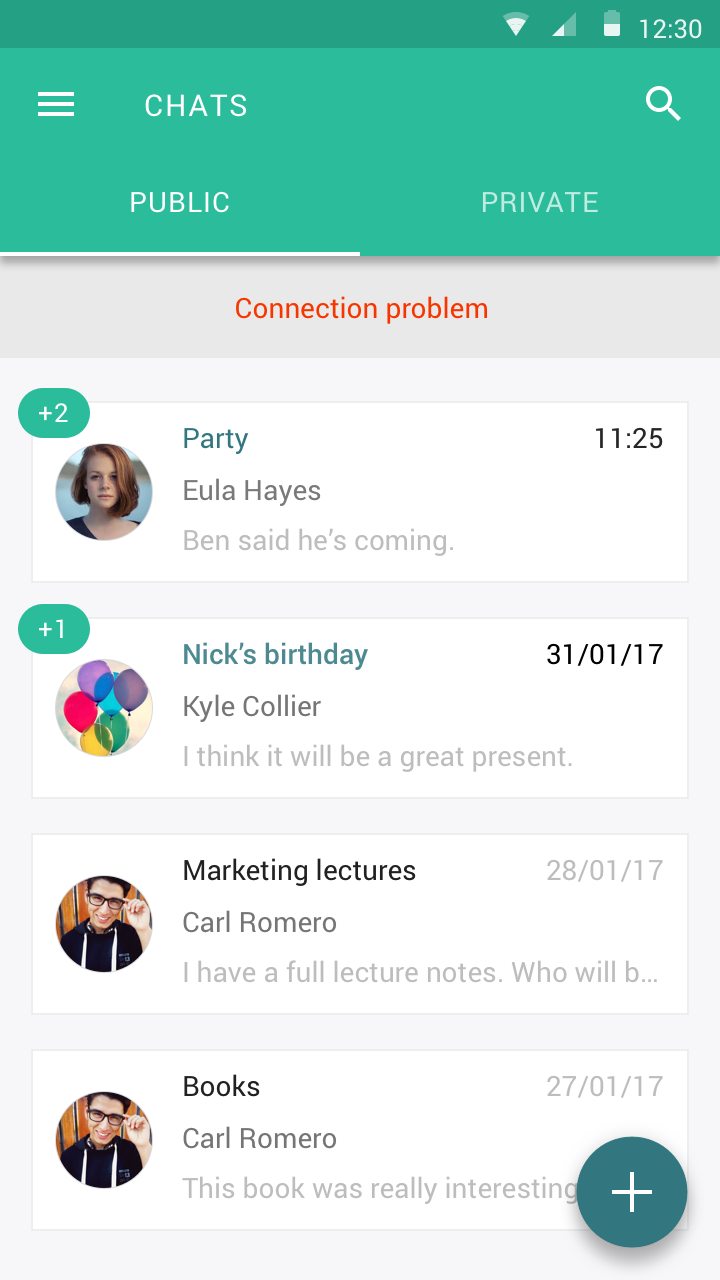 12:30
CHATS
PUBLIC PRIVATE
Connection problem
+2
Party 11:25
Eula Hayes
Ben said he’s coming.
+1
Nick’s birthday 31/01/17
Kyle Collier
I think it will be a great present.
Marketing lectures 28/01/17
Carl Romero
I have a full lecture notes. Who will b...
Books 27/01/17
Carl Romero
This book was really interesting